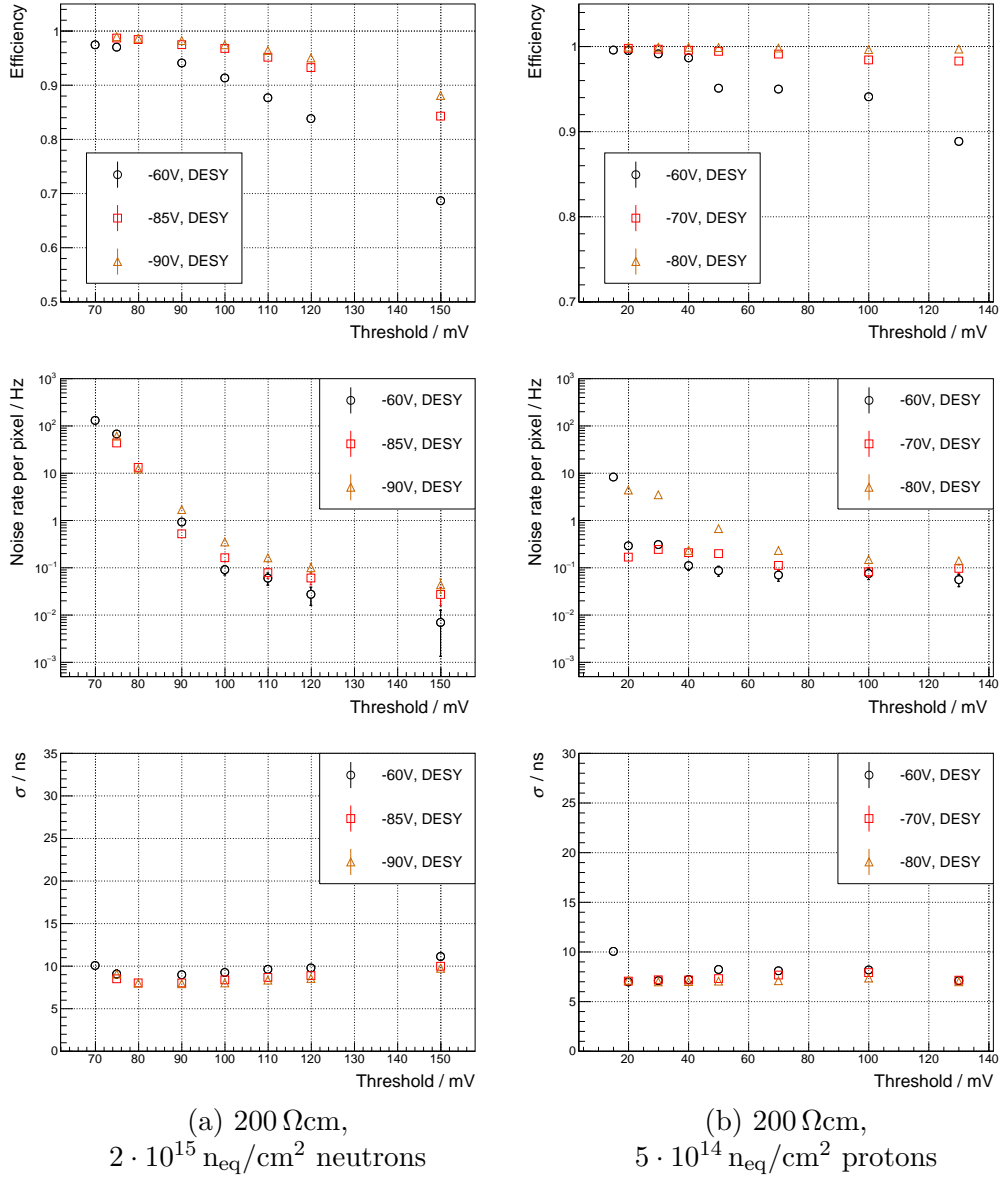 Efficiency
1
0.9
0.8
0.7
0.6
0.5
-60V, DESY
-85V, DESY
-90V, DESY
70 80 90 100 110 120 130 140 150
Threshold / mV
Efficiency
1
0.9
0.8
0.7
-60V, DESY
-70V, DESY
-80V, DESY
20 40 60 80 100 120 140
Threshold / mV
Noise rate per pixel / Hz
10³
10²
10
1
10⁻¹
10⁻²
10⁻³
-60V, DESY
-85V, DESY
-90V, DESY
70 80 90 100 110 120 130 140 150
Threshold / mV
Noise rate per pixel / Hz
10³
10²
10
1
10⁻¹
10⁻²
10⁻³
-60V, DESY
-70V, DESY
-80V, DESY
20 40 60 80 100 120 140
Threshold / mV
σ / ns
35
30
25
20
15
10
5
0
-60V, DESY
-85V, DESY
-90V, DESY
70 80 90 100 110 120 130 140 150
Threshold / mV
σ / ns
30
25
20
15
10
5
0
-60V, DESY
-70V, DESY
-80V, DESY
20 40 60 80 100 120 140
Threshold / mV
(a) 200 Ωcm,
2 · 10¹⁵ n_eq/cm² neutrons
(b) 200 Ωcm,
5 · 10¹⁴ n_eq/cm² protons